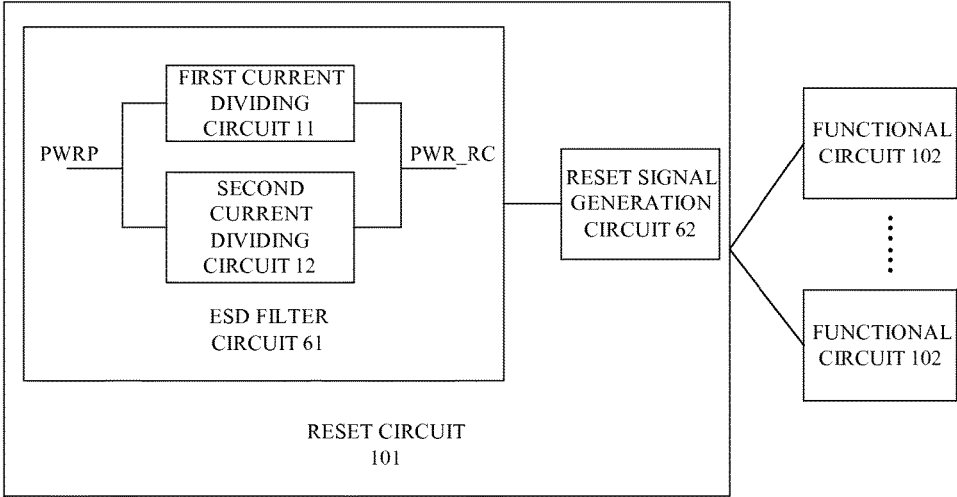 FIRST CURRENT
DIVIDING
CIRCUIT 11
PWRP
PWR_RC
SECOND
CURRENT
DIVIDING
CIRCUIT 12
ESD FILTER
CIRCUIT 61
RESET SIGNAL
GENERATION
CIRCUIT 62
RESET CIRCUIT
101
FUNCTIONAL
CIRCUIT 102
FUNCTIONAL
CIRCUIT 102